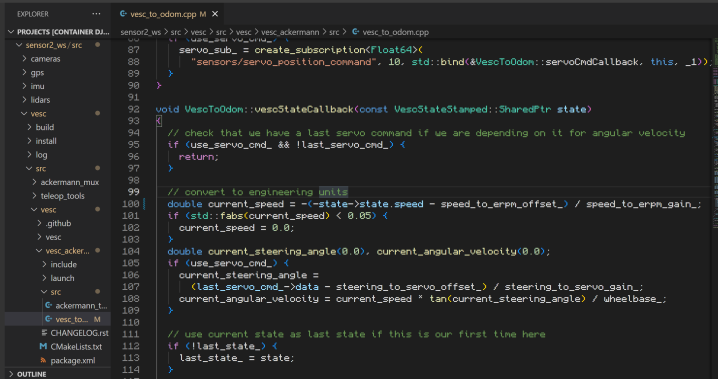 EXPLORER
PROJECTS [CONTAINER DJ...
sensor2_ws / src
cameras
gps
imu
lidars
vesc
build
install
log
src
ackermann_mux
teleop_tools
vesc
.github
vesc
vesc_acker...
include
launch
src
ackermann_t...
vesc_to... M
CHANGELOG.rst
CMakeLists.txt
package.xml
OUTLINE
vesc_to_odom.cpp M
sensor2_ws > src > vesc > src > vesc > vesc_ackermann > src > vesc_to_odom.cpp
86 if (use_servo_cmd_) {
87 servo_sub_ = create_subscription<Float64>(
88 "sensors/servo_position_command", 10, std::bind(&VescToOdom::servoCmdCallback, this, _1));
89 }
90 }
91
92 void VescToOdom::vescStateCallback(const VescStateStamped::SharedPtr state)
93 {
94 // check that we have a last servo command if we are depending on it for angular velocity
95 if (use_servo_cmd_ && !last_servo_cmd_) {
96 return;
97 }
98
99 // convert to engineering units
100 double current_speed = -(-state->state.speed - speed_to_erpm_offset_) / speed_to_erpm_gain_;
101 if (std::fabs(current_speed) < 0.05) {
102 current_speed = 0.0;
103 }
104 double current_steering_angle(0.0), current_angular_velocity(0.0);
105 if (use_servo_cmd_) {
106 current_steering_angle =
107 (last_servo_cmd_->data - steering_to_servo_offset_) / steering_to_servo_gain_;
108 current_angular_velocity = current_speed * tan(current_steering_angle) / wheelbase_;
109 }
110
111 // use current state as last state if this is our first time here
112 if (!last_state_) {
113 last_state_ = state;
114 }